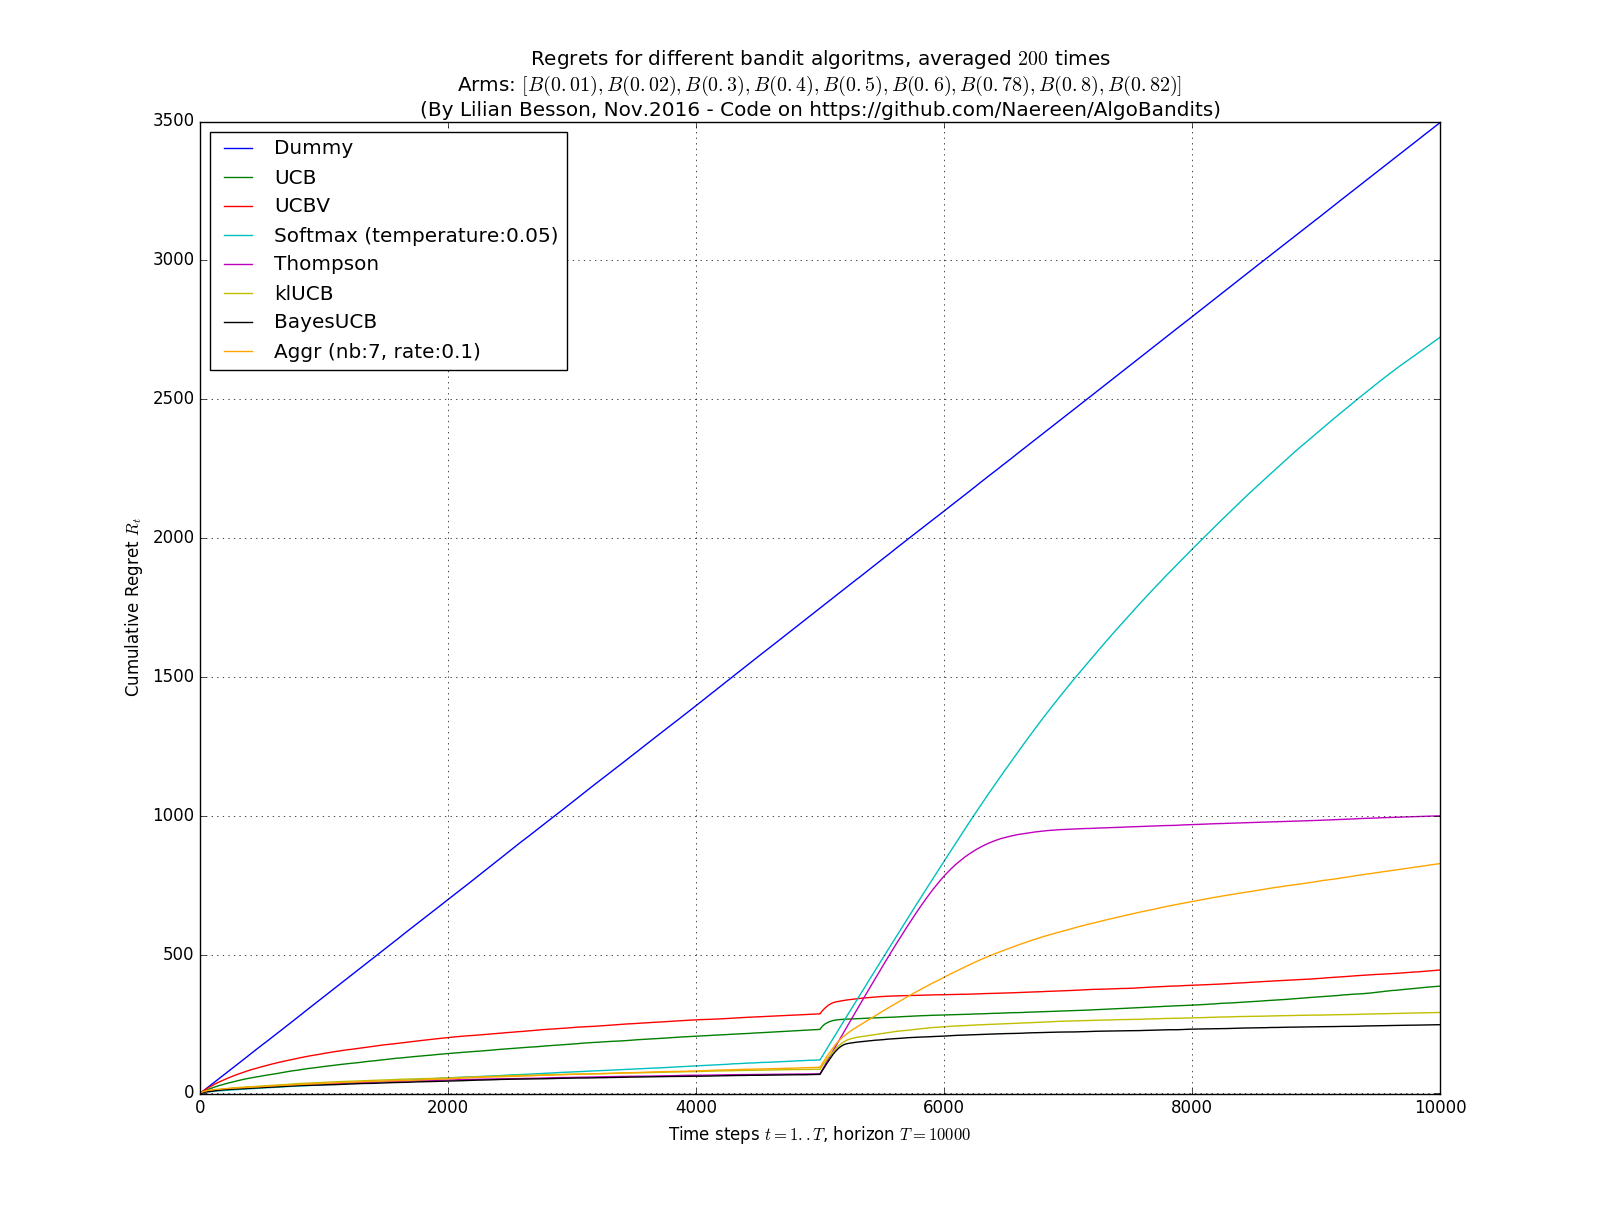 Regrets for different bandit algoritms, averaged 200 times
Arms: [B(0.01), B(0.02), B(0.3), B(0.4), B(0.5), B(0.6), B(0.78), B(0.8), B(0.82)]
(By Lilian Besson, Nov.2016 - Code on https://github.com/Naereen/AlgoBandits)
3500
3000
2500
2000
1500
1000
500
0
Cumulative Regret R_t
Dummy
UCB
UCBV
Softmax (temperature:0.05)
Thompson
klUCB
BayesUCB
Aggr (nb:7, rate:0.1)
0 2000 4000 6000 8000 10000
Time steps t = 1..T, horizon T = 10000